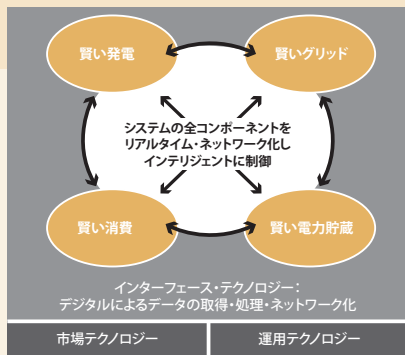 賢い発電
賢いグリッド
システムの全コンポーネントを
リアルタイム・ネットワーク化し
インテリジェントに制御
賢い消費
賢い電力貯蔵
インターフェース・テクノロジー：
デジタルによるデータの取得・処理・ネットワーク化
市場テクノロジー
運用テクノロジー